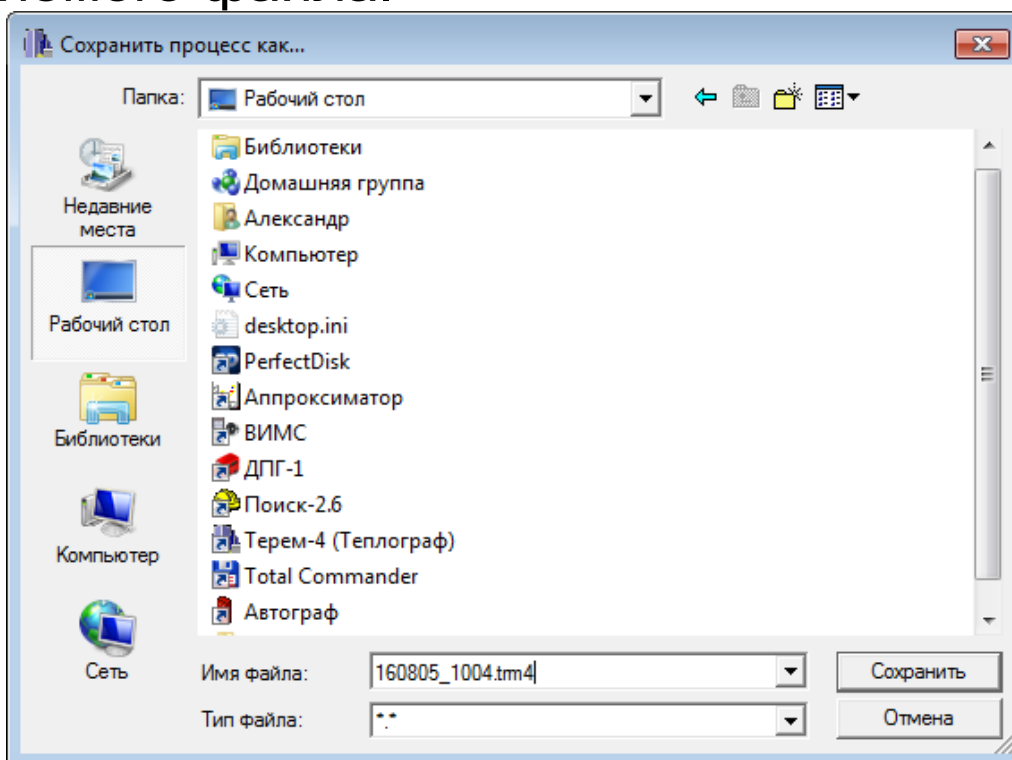 Сохранить процесс как...
Папка:
Рабочий стол
Недавние
места
Рабочий стол
Библиотеки
Компьютер
Сеть
Библиотеки
Домашняя группа
Александр
Компьютер
Сеть
desktop.ini
PerfectDisk
Аппроксиматор
ВИМС
ДПГ-1
Поиск-2.6
Терем-4 (Теплограф)
Total Commander
Автограф
Имя файла:
160805_1004.tm4
Сохранить
Тип файла:
*.*
Отмена